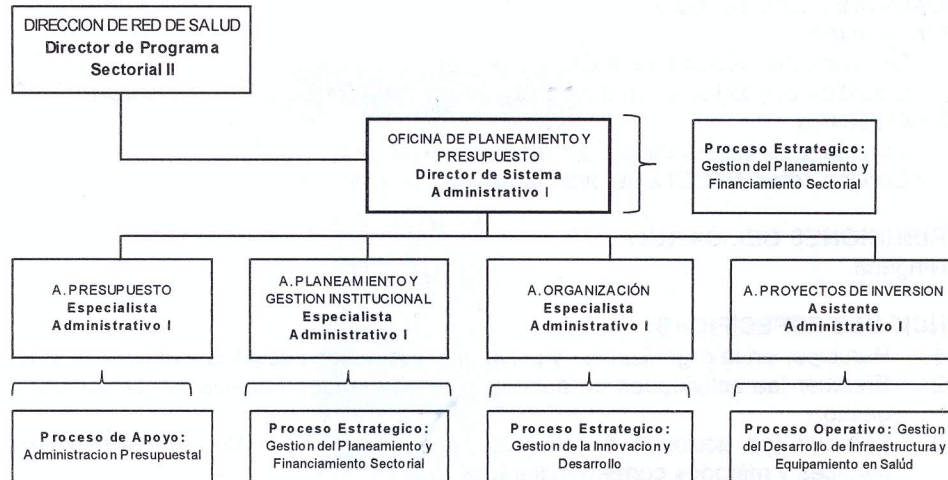 DIRECCION DE RED DE SALUD
Director de Programa
Sectorial II
OFICINA DE PLANEAMIENTO Y
PRESUPUESTO
Director de Sistema
Administrativo I
Proceso Estrategico:
Gestion del Planeamiento y
Financiamiento Sectorial
A. PRESUPUESTO
Especialista
Administrativo I
A. PLANEAMIENTO Y
GESTION INSTITUCIONAL
Especialista
Administrativo I
A. ORGANIZACIÓN
Especialista
Administrativo I
A. PROYECTOS DE INVERSION
Asistente
Administrativo I
Proceso de Apoyo:
Administracion Presupuestal
Proceso Estrategico:
Gestion del Planeamiento y
Financiamiento Sectorial
Proceso Estrategico:
Gestion de la Innovacion y
Desarrollo
Proceso Operativo: Gestion
del Desarrollo de Infraestructura y
Equipamiento en Salúd